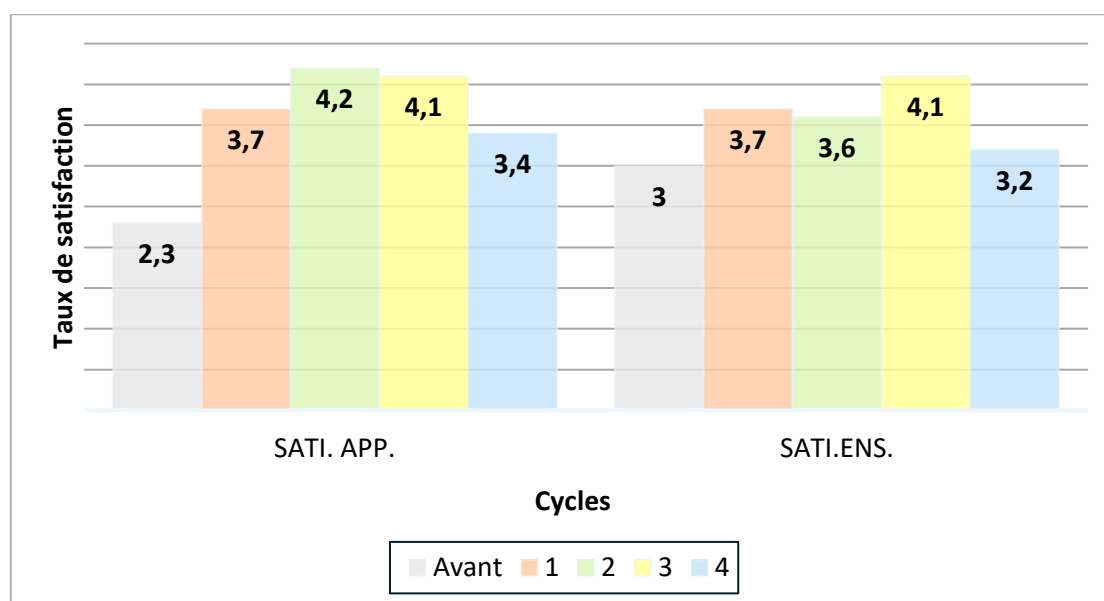 Taux de satisfaction
2,3
3,7
4,2
4,1
3,4
3
3,7
3,6
4,1
3,2
SATI. APP.
SATI.ENS.
Cycles
Avant 1 2 3 4